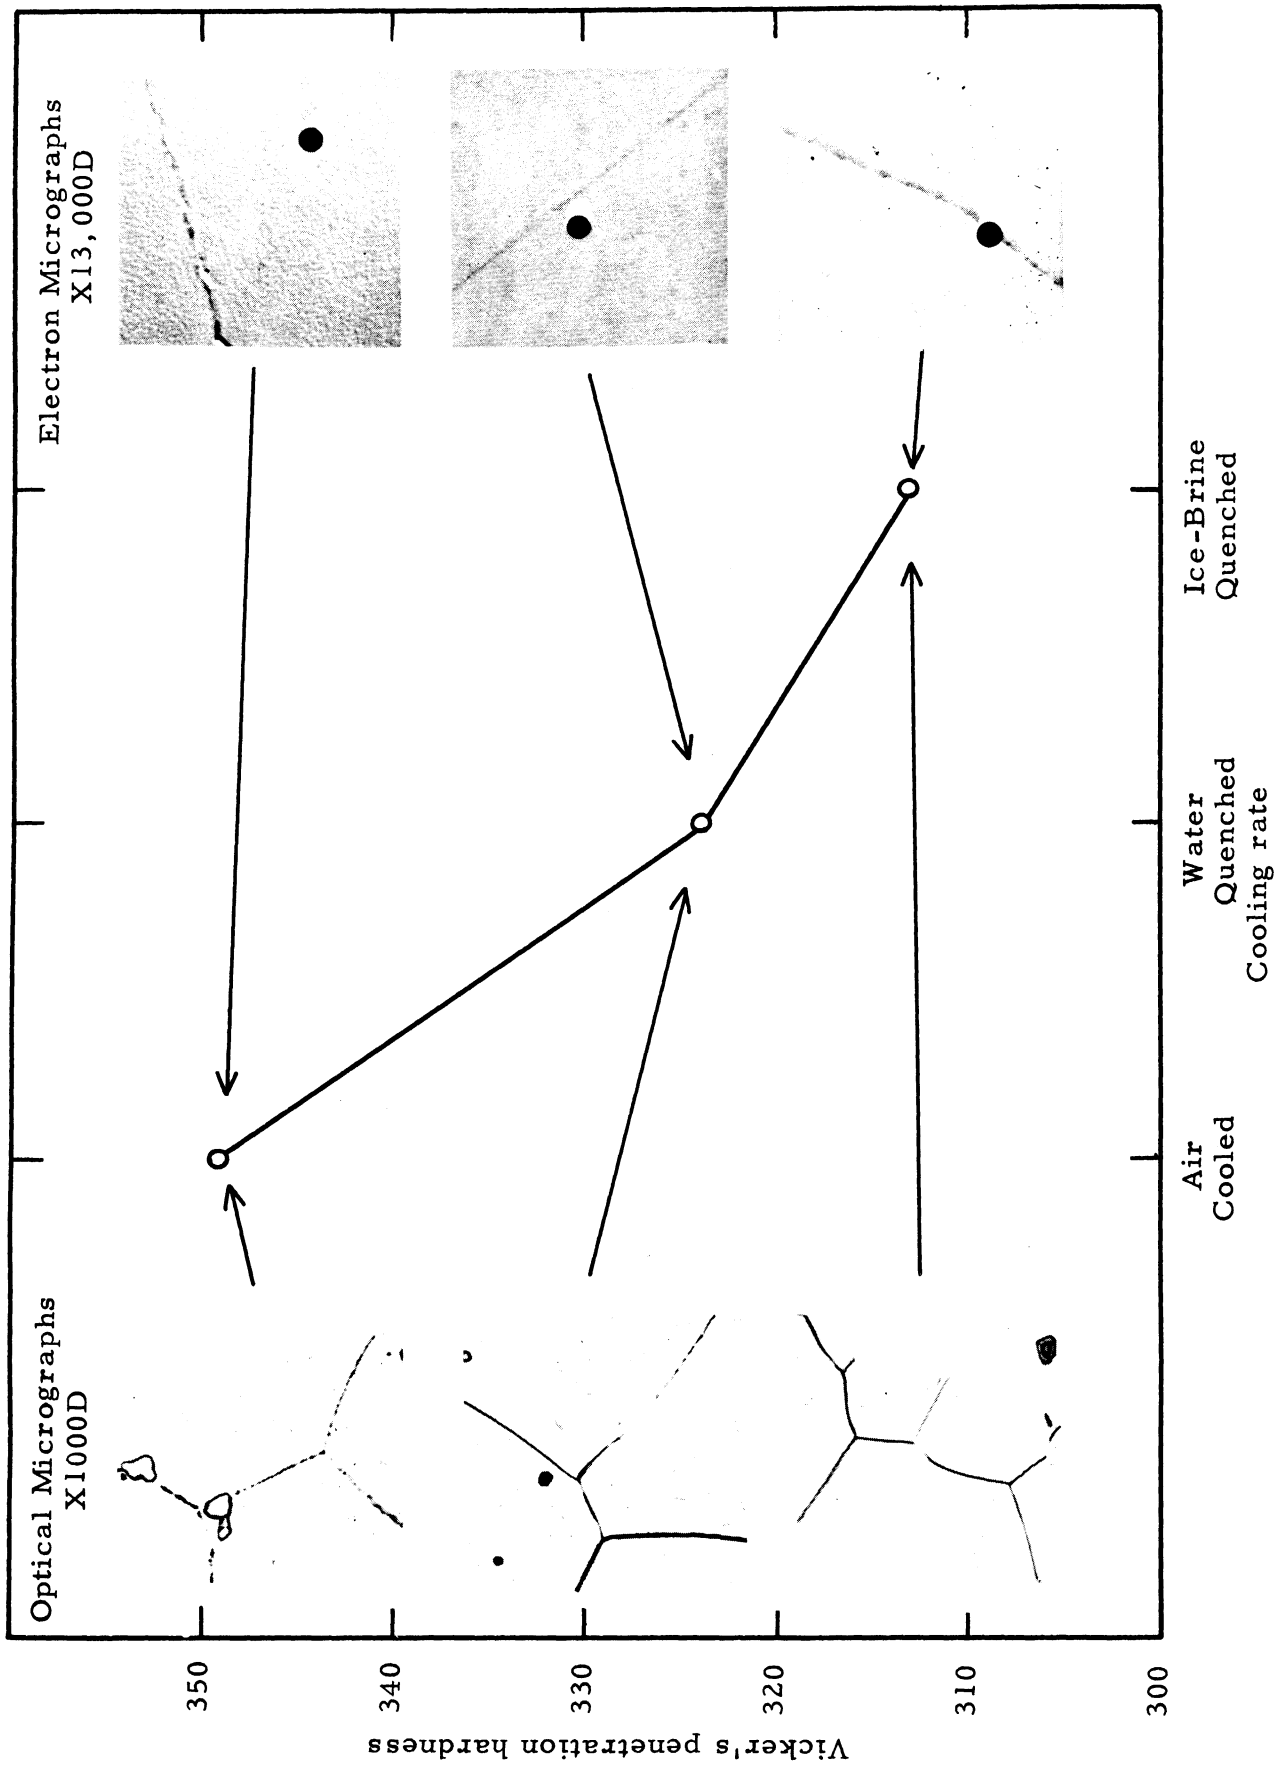 Optical Micrographs
X1000D
Electron Micrographs
X13,000D
Vicker's penetration hardness
350
340
330
320
310
300
Air
Cooled
Water
Quenched
Ice-Brine
Quenched
Cooling rate